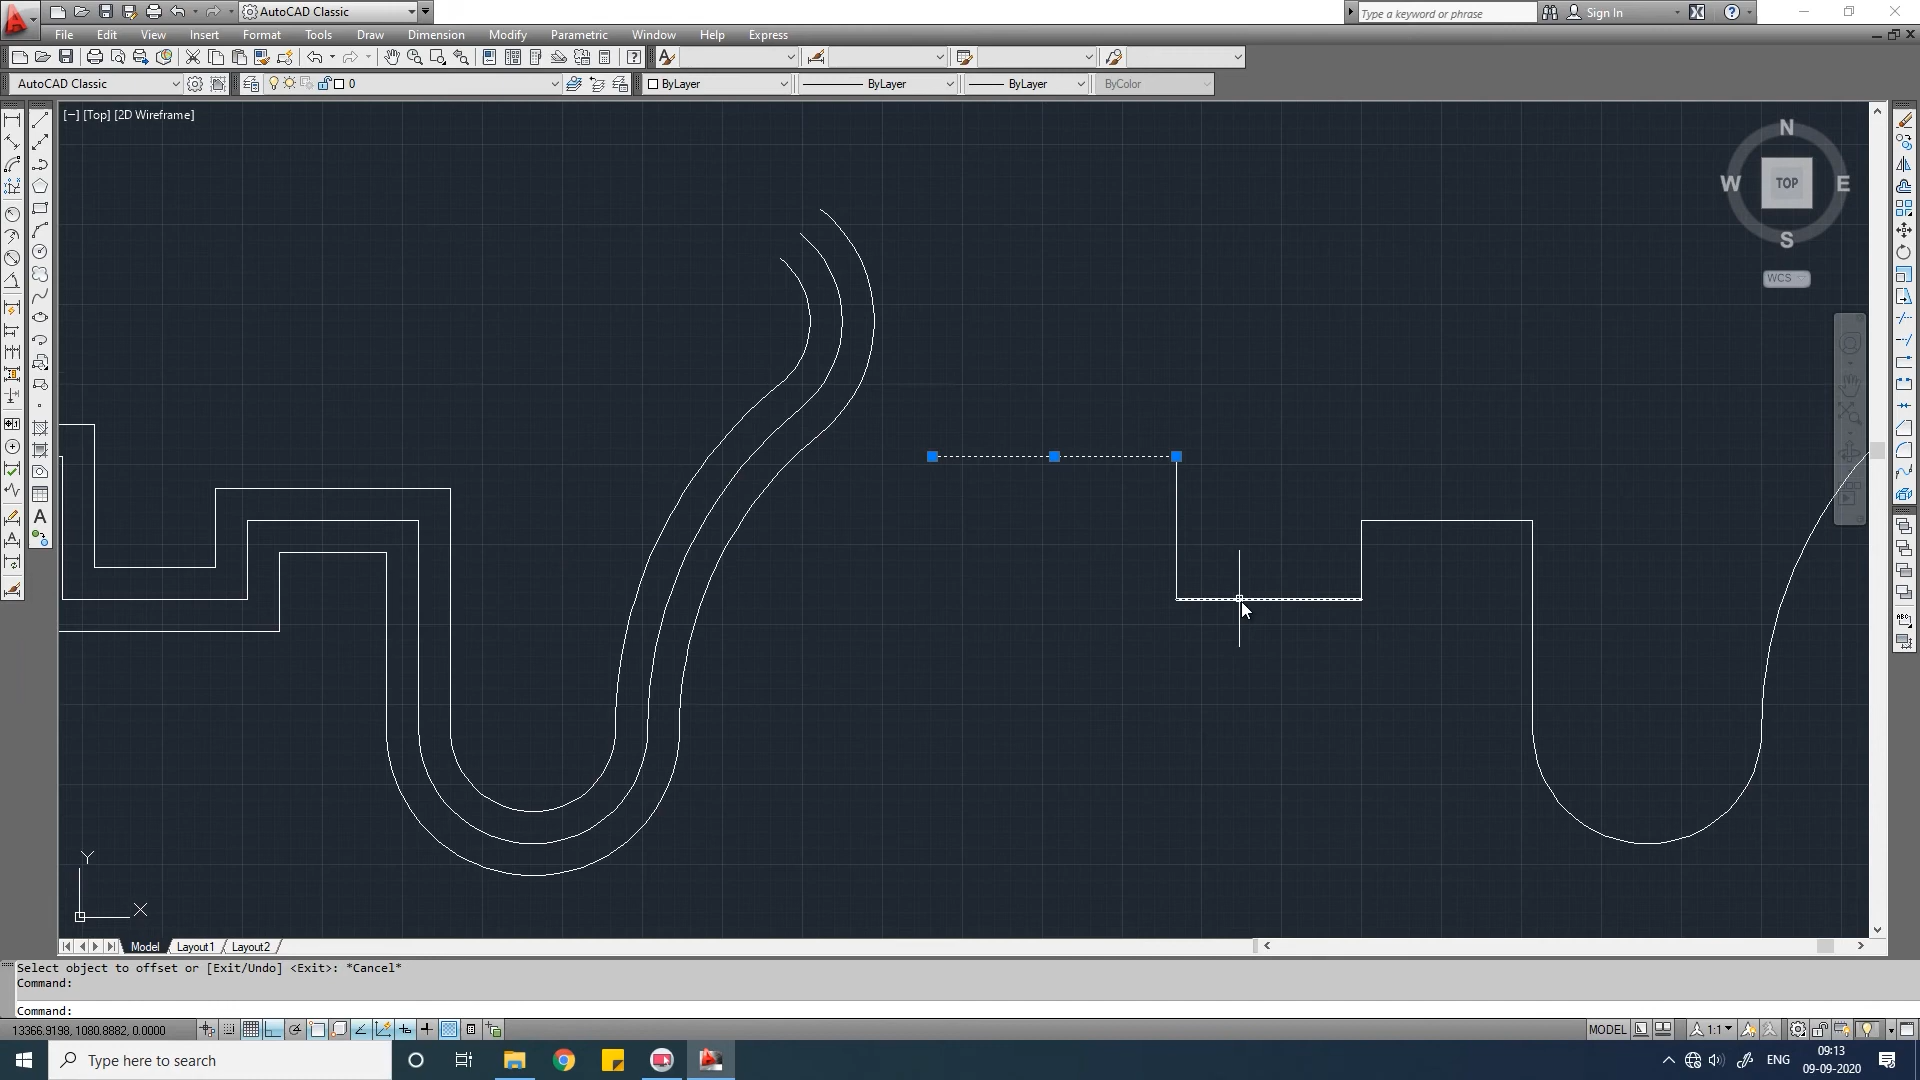 AutoCAD Classic
Type a keyword or phrase
Sign In
File Edit View Insert Format Tools Draw Dimension Modify Parametric Window Help Express
AutoCAD Classic
0
ByLayer
ByLayer
ByLayer
ByColor
[−] [Top] [2D Wireframe]
N
W
TOP
E
S
WCS
A
Y
X
Model Layout1 Layout2
Select object to offset or [Exit/Undo] <Exit>: *Cancel*
Command:
Command:
13366.9198, 1080.8882, 0.0000
MODEL
1:1
Type here to search
ENG
09:13
09-09-2020